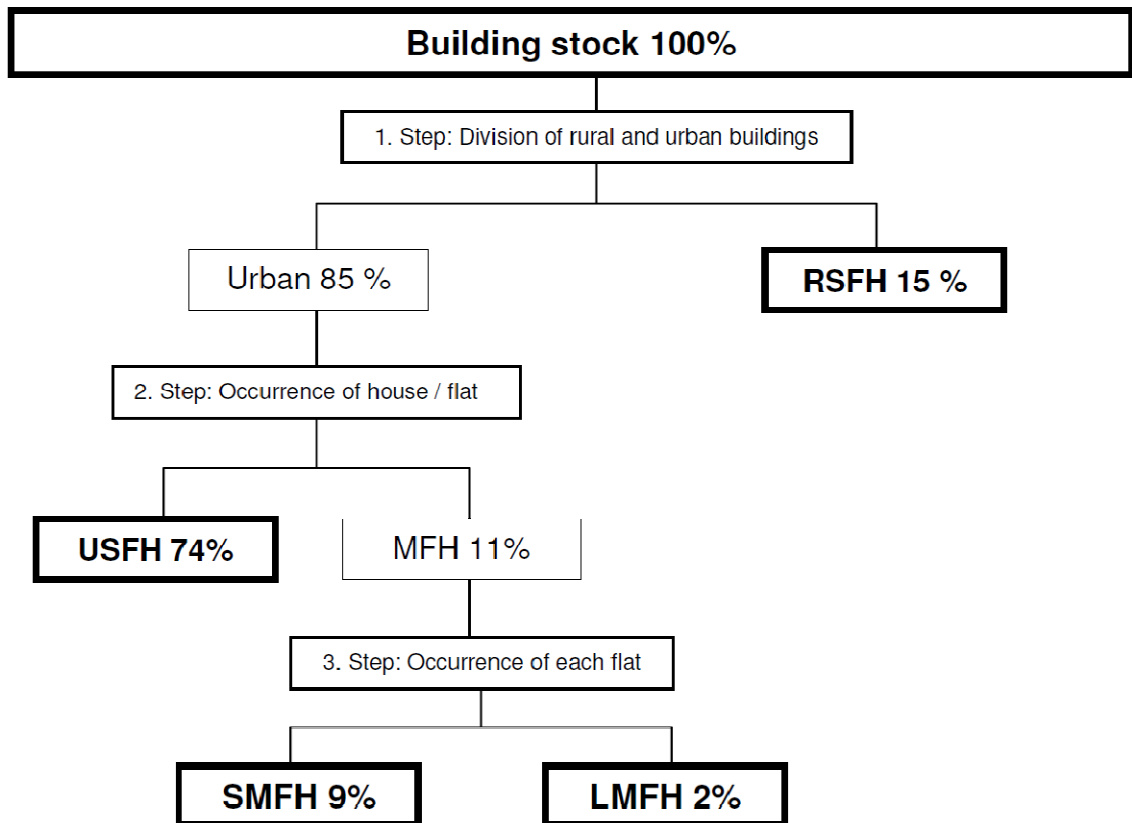 Building stock 100%
1. Step: Division of rural and urban buildings
Urban 85 %
RSFH 15 %
2. Step: Occurrence of house / flat
USFH 74%
MFH 11%
3. Step: Occurrence of each flat
SMFH 9%
LMFH 2%